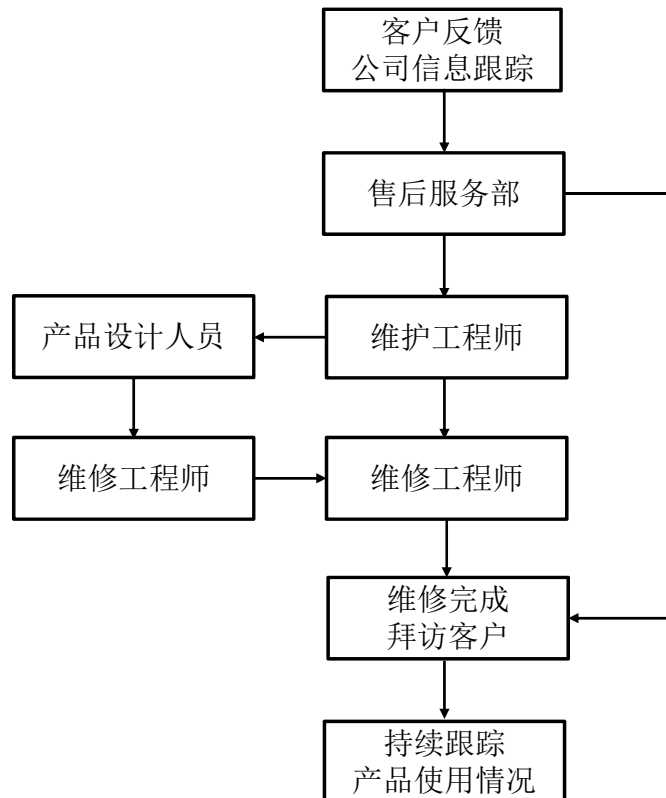 客户反馈
公司信息跟踪
售后服务部
产品设计人员
维护工程师
维修工程师
维修工程师
维修完成
拜访客户
持续跟踪
产品使用情况